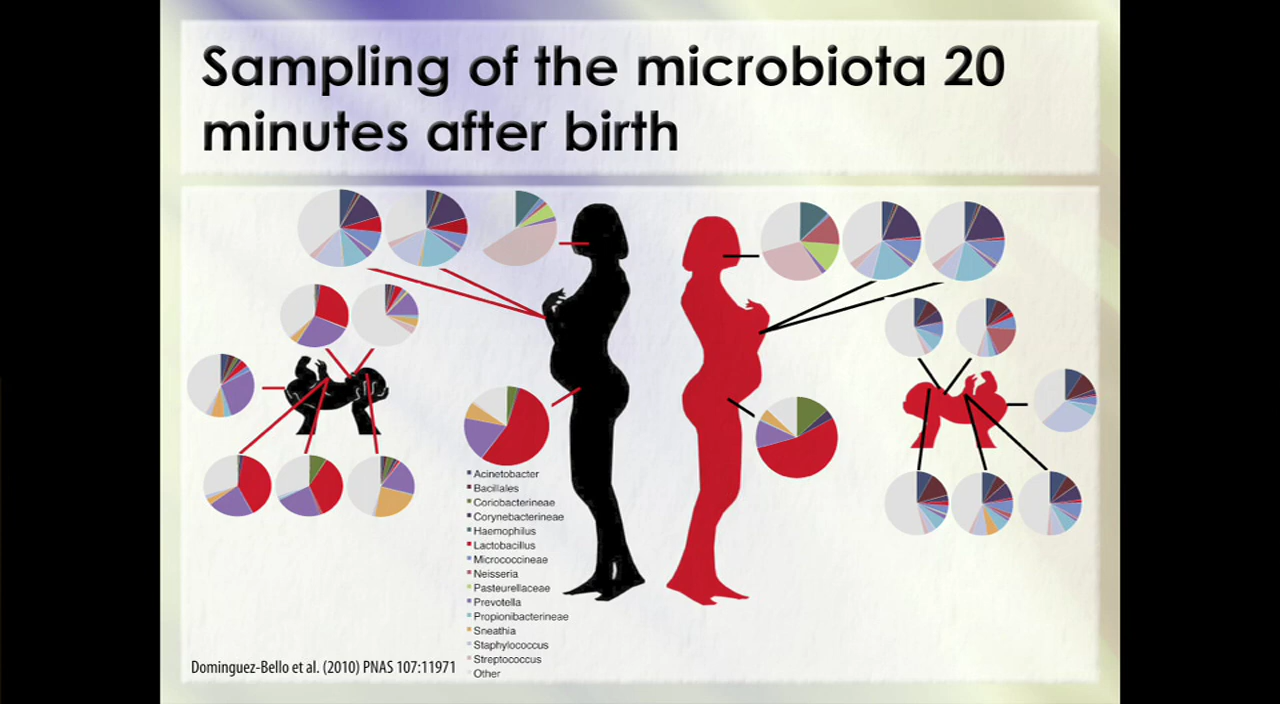 Sampling of the microbiota 20
minutes after birth
Acinetobacter
Bacillales
Coriobacterineae
Corynebacterineae
Haemophilus
Lactobacillus
Micrococcineae
Neisseria
Pasteurellaceae
Prevotella
Propionibacterineae
Sneathia
Staphylococcus
Streptococcus
Other
Dominguez-Bello et al. (2010) PNAS 107:11971